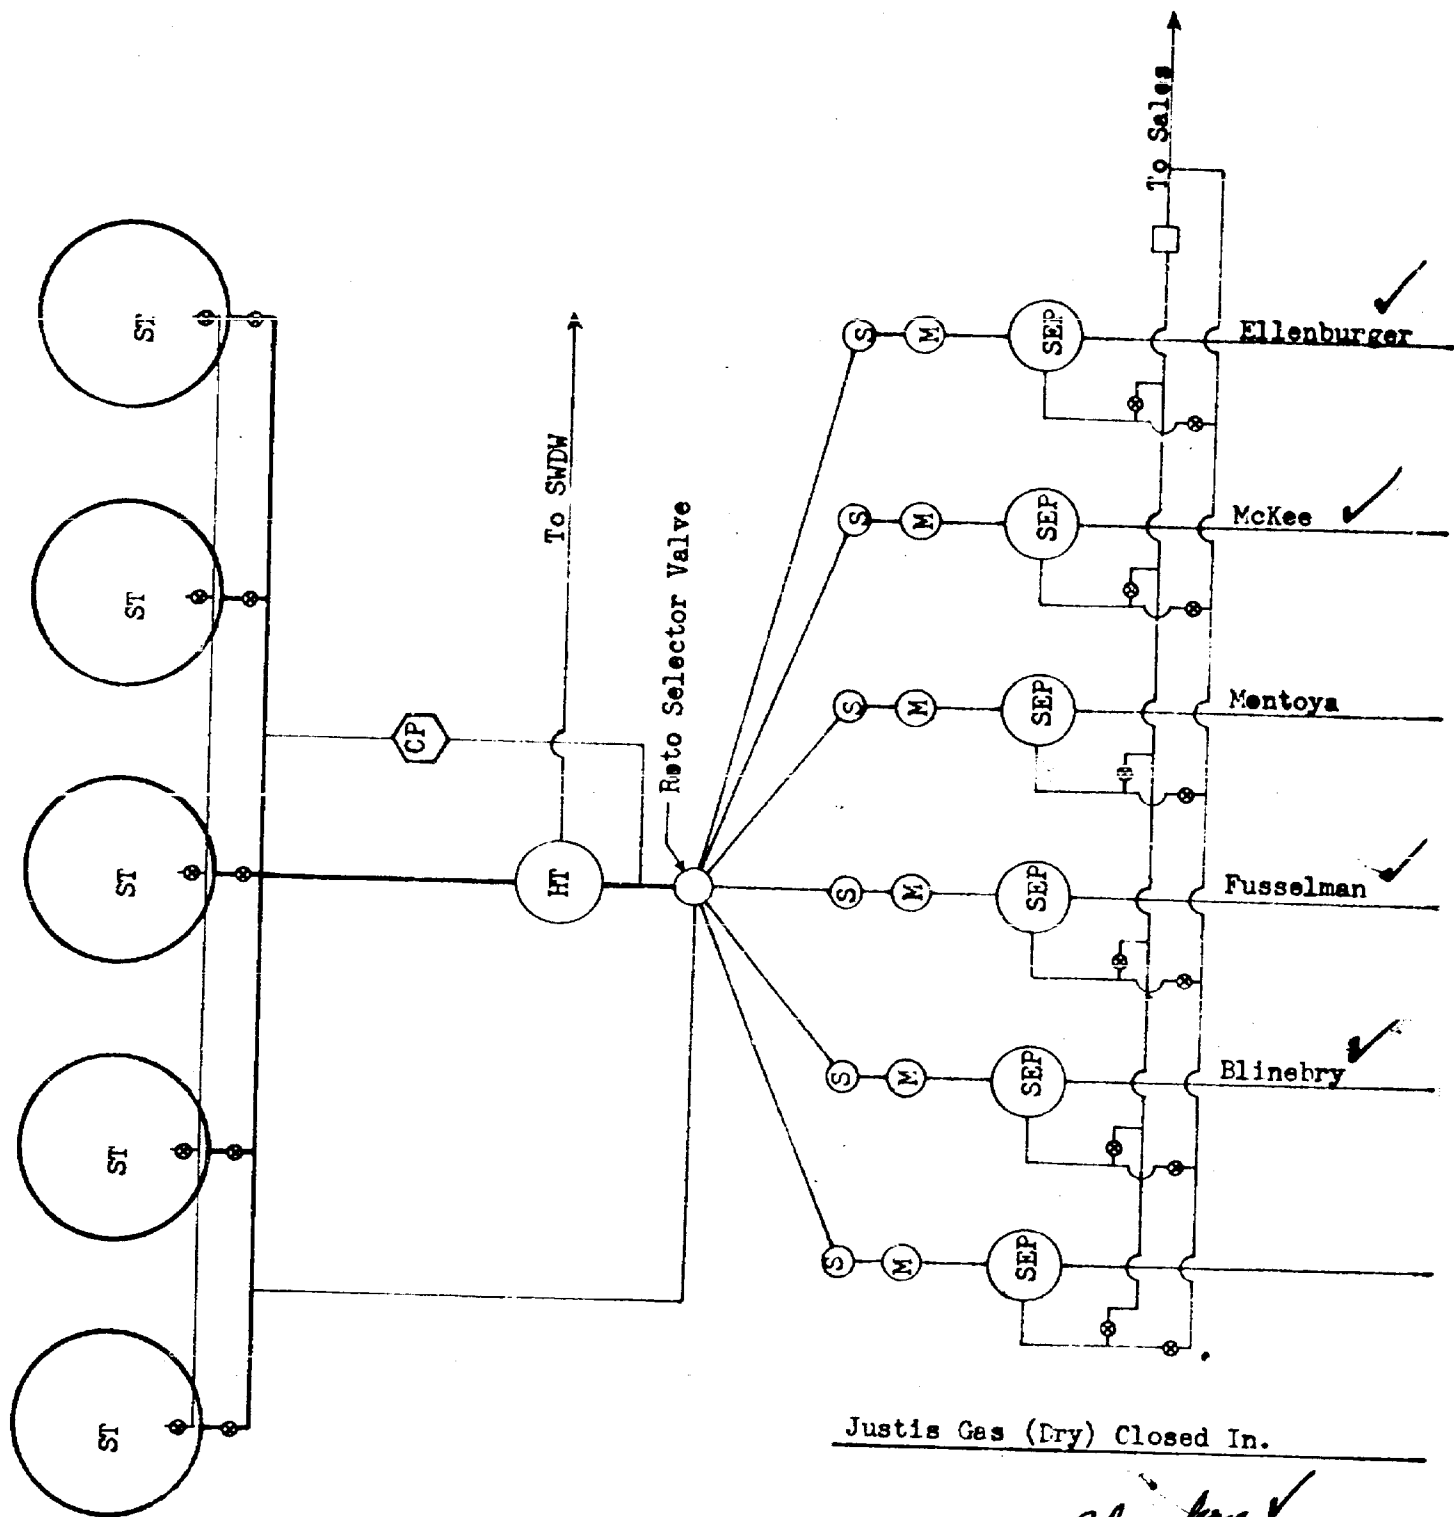 To Sales
ST
ST
ST
ST
ST
To SWDW
CP
HT
Roto Selector Valve
S M SEP Ellenburger
S M SEP McKee
S M SEP Montoya
S M SEP Fusselman
S M SEP Blinebry
S M SEP
Justis Gas (Dry) Closed In.